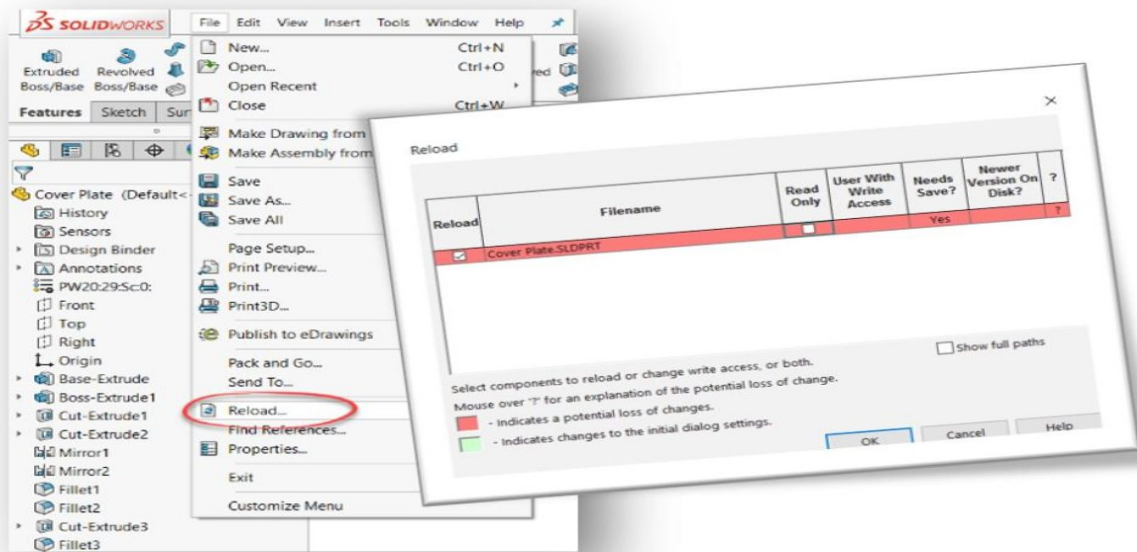 SOLIDWORKS
File Edit View Insert Tools Window Help
Extruded
Boss/Base
Revolved
Boss/Base
Features Sketch
Cover Plate (Default<
History
Sensors
Design Binder
Annotations
PW20:29:Sc:0:
Front
Top
Right
Origin
Base-Extrude
Boss-Extrude1
Cut-Extrude1
Cut-Extrude2
Mirror1
Mirror2
Fillet1
Fillet2
Cut-Extrude3
Fillet3
New... Ctrl+N
Open... Ctrl+O
Open Recent
Close Ctrl+W
Make Drawing from
Make Assembly from
Save
Save As...
Save All
Page Setup...
Print Preview...
Print...
Print3D...
Publish to eDrawings
Pack and Go...
Send To...
Reload...
Find References...
Properties...
Exit
Customize Menu
Reload
Reload
Filename
Read
Only
User With
Write
Access
Needs
Save?
Newer
Version On
Disk?
?
Cover Plate.SLDPRT Yes ?
Show full paths
Select components to reload or change write access, or both.
Mouse over '?' for an explanation of the potential loss of change.
- Indicates a potential loss of changes.
- Indicates changes to the initial dialog settings.
OK Cancel Help